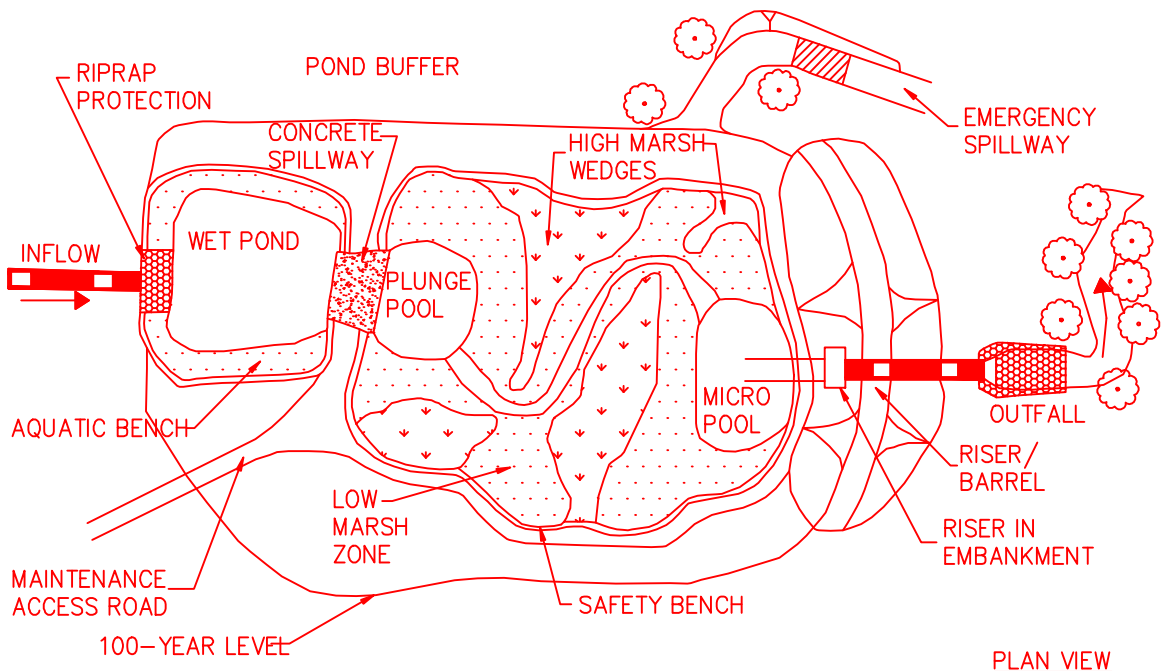 POND BUFFER
RIPRAP
PROTECTION
CONCRETE
SPILLWAY
HIGH MARSH
WEDGES
EMERGENCY
SPILLWAY
INFLOW
WET POND
PLUNGE
POOL
MICRO
POOL
OUTFALL
AQUATIC BENCH
LOW
MARSH
ZONE
RISER/
BARREL
RISER IN
EMBANKMENT
MAINTENANCE
ACCESS ROAD
SAFETY BENCH
100-YEAR LEVEL
PLAN VIEW